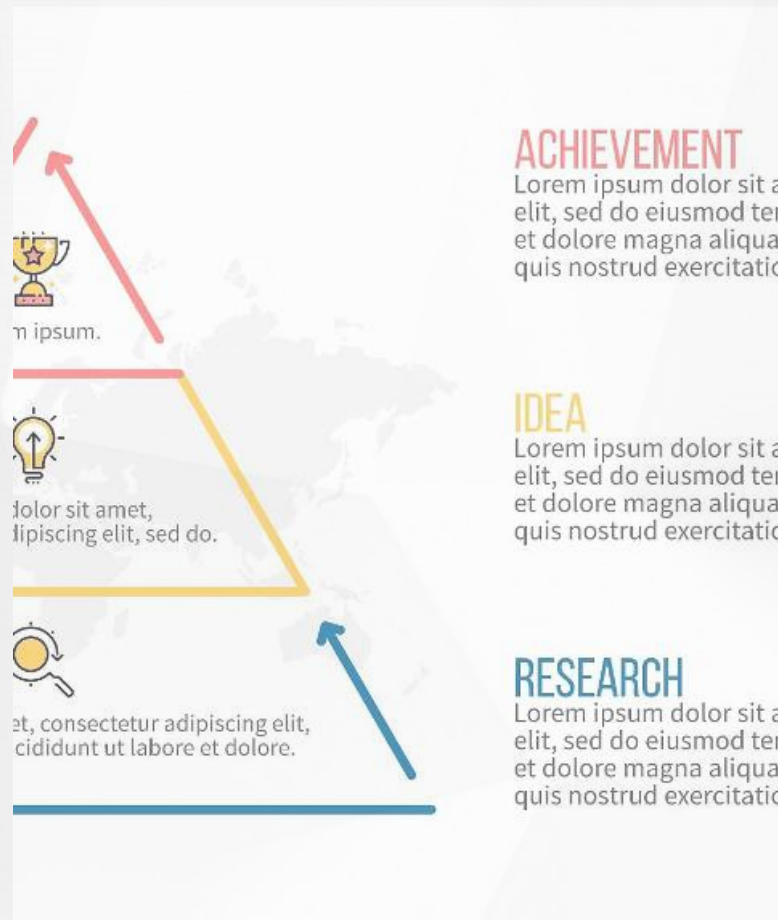 m ipsum.
dolor sit amet,
dipiscing elit, sed do.
et, consectetur adipiscing elit,
cididunt ut labore et dolore.
ACHIEVEMENT
Lorem ipsum dolor sit a
elit, sed do eiusmod ter
et dolore magna aliqua
quis nostrud exercitatio
IDEA
Lorem ipsum dolor sit a
elit, sed do eiusmod ter
et dolore magna aliqua
quis nostrud exercitatio
RESEARCH
Lorem ipsum dolor sit a
elit, sed do eiusmod ter
et dolore magna aliqua
quis nostrud exercitatio